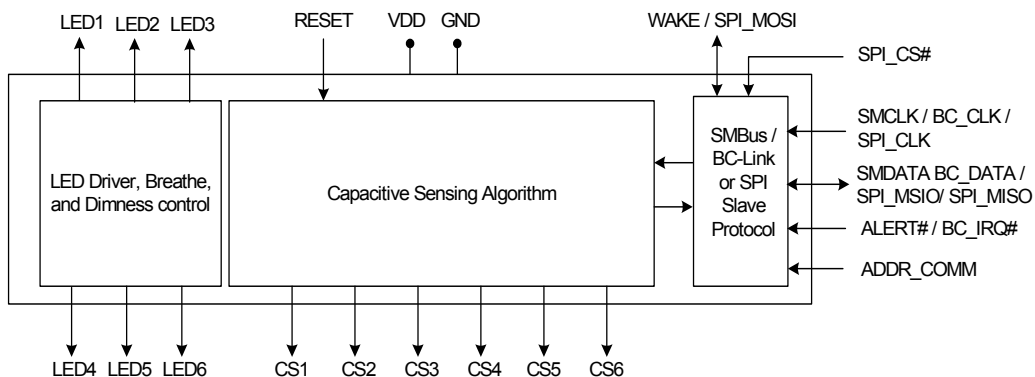 LED1
LED2
LED3
RESET
VDD
GND
WAKE / SPI_MOSI
SPI_CS#
LED Driver, Breathe,
and Dimness control
Capacitive Sensing Algorithm
SMBus /
BC-Link
or SPI
Slave
Protocol
SMCLK / BC_CLK /
SPI_CLK
SMDATA BC_DATA /
SPI_MSIO/ SPI_MISO
ALERT# / BC_IRQ#
ADDR_COMM
LED4
LED5
LED6
CS1
CS2
CS3
CS4
CS5
CS6